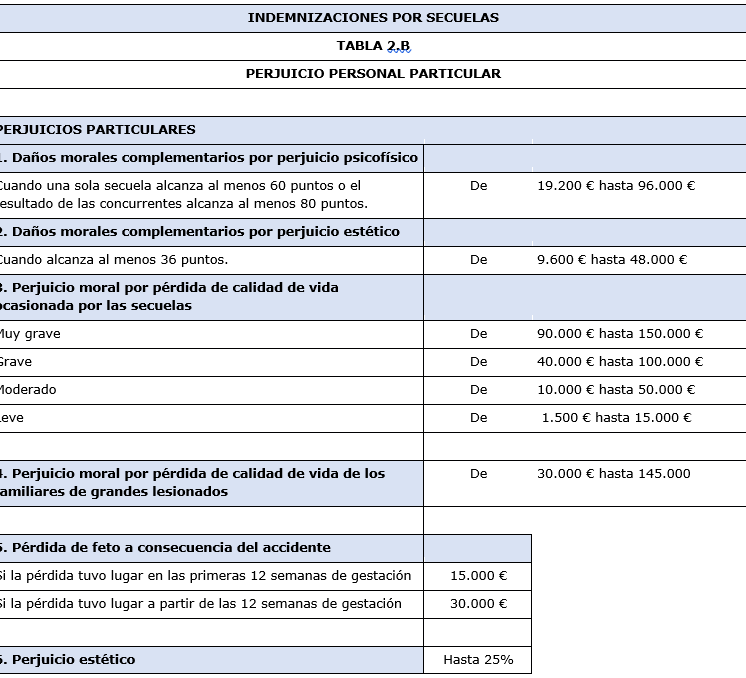 INDEMNIZACIONES POR SECUELAS
TABLA 2.B
PERJUICIO PERSONAL PARTICULAR
PERJUICIOS PARTICULARES
1. Daños morales complementarios por perjuicio psicofísico
Cuando una sola secuela alcanza al menos 60 puntos o el
resultado de las concurrentes alcanza al menos 80 puntos.
De 19.200 € hasta 96.000 €
2. Daños morales complementarios por perjuicio estético
Cuando alcanza al menos 36 puntos. De 9.600 € hasta 48.000 €
3. Perjuicio moral por pérdida de calidad de vida
ocasionada por las secuelas
Muy grave De 90.000 € hasta 150.000 €
Grave De 40.000 € hasta 100.000 €
Moderado De 10.000 € hasta 50.000 €
Leve De 1.500 € hasta 15.000 €
4. Perjuicio moral por pérdida de calidad de vida de los
familiares de grandes lesionados
De 30.000 € hasta 145.000
5. Pérdida de feto a consecuencia del accidente
Si la pérdida tuvo lugar en las primeras 12 semanas de gestación 15.000 €
Si la pérdida tuvo lugar a partir de las 12 semanas de gestación 30.000 €
6. Perjuicio estético Hasta 25%